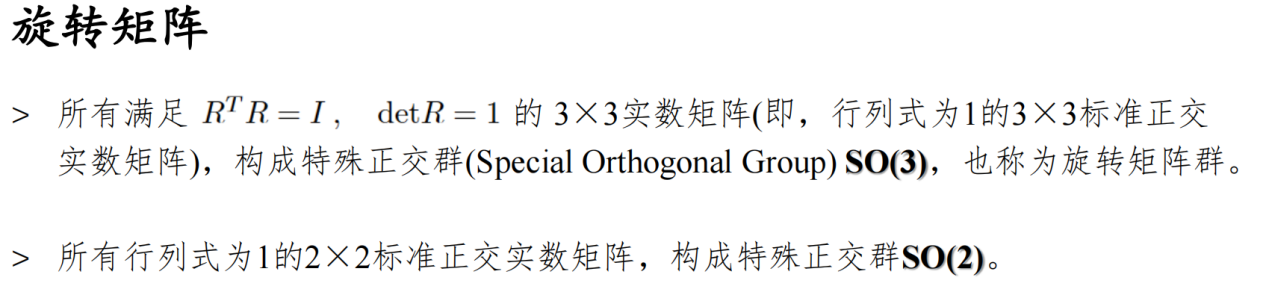 旋转矩阵
> 所有满足 R^T R = I, detR = 1 的 3×3实数矩阵(即，行列式为1的3×3标准正交
实数矩阵)，构成特殊正交群(Special Orthogonal Group) SO(3)，也称为旋转矩阵群。
> 所有行列式为1的2×2标准正交实数矩阵，构成特殊正交群SO(2)。